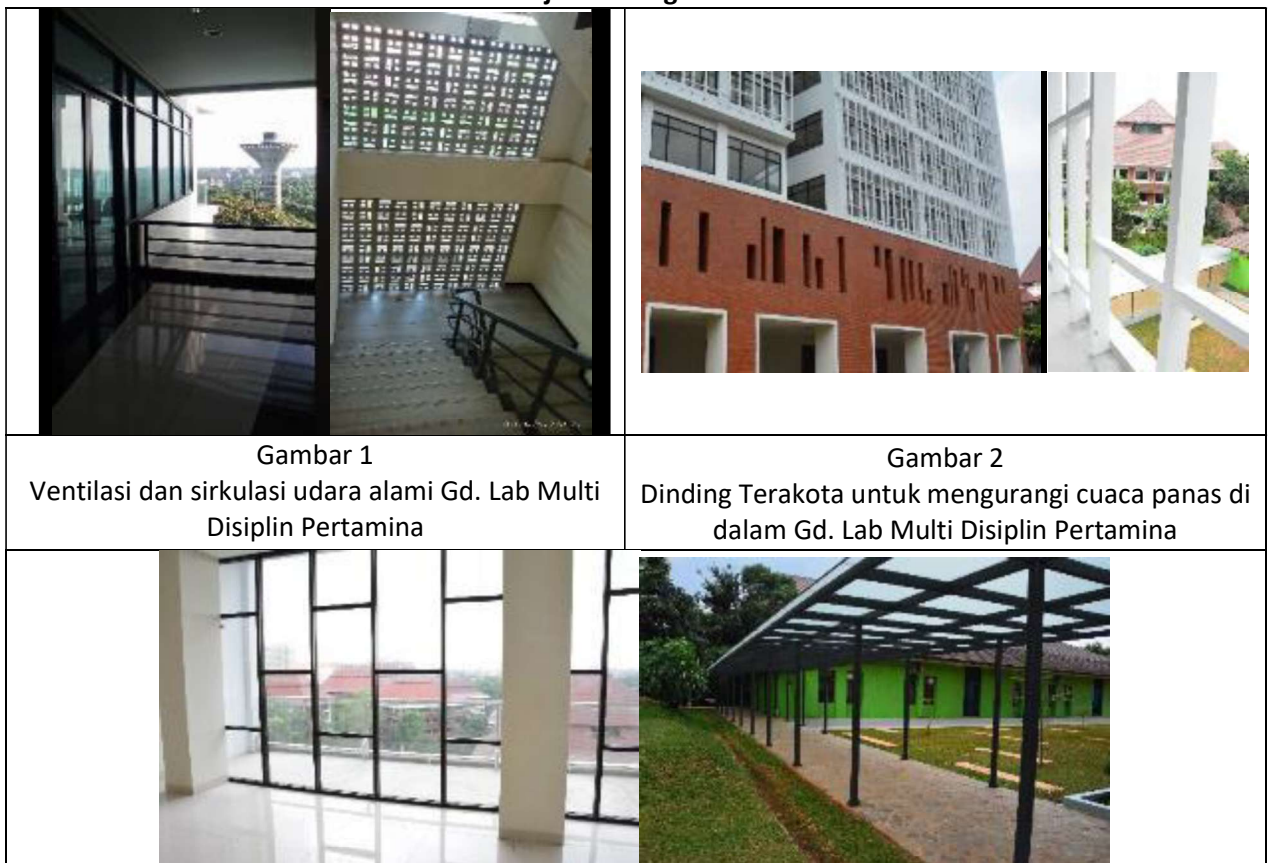 Gambar 1
Ventilasi dan sirkulasi udara alami Gd. Lab Multi
Disiplin Pertamina
Gambar 2
Dinding Terakota untuk mengurangi cuaca panas di
dalam Gd. Lab Multi Disiplin Pertamina